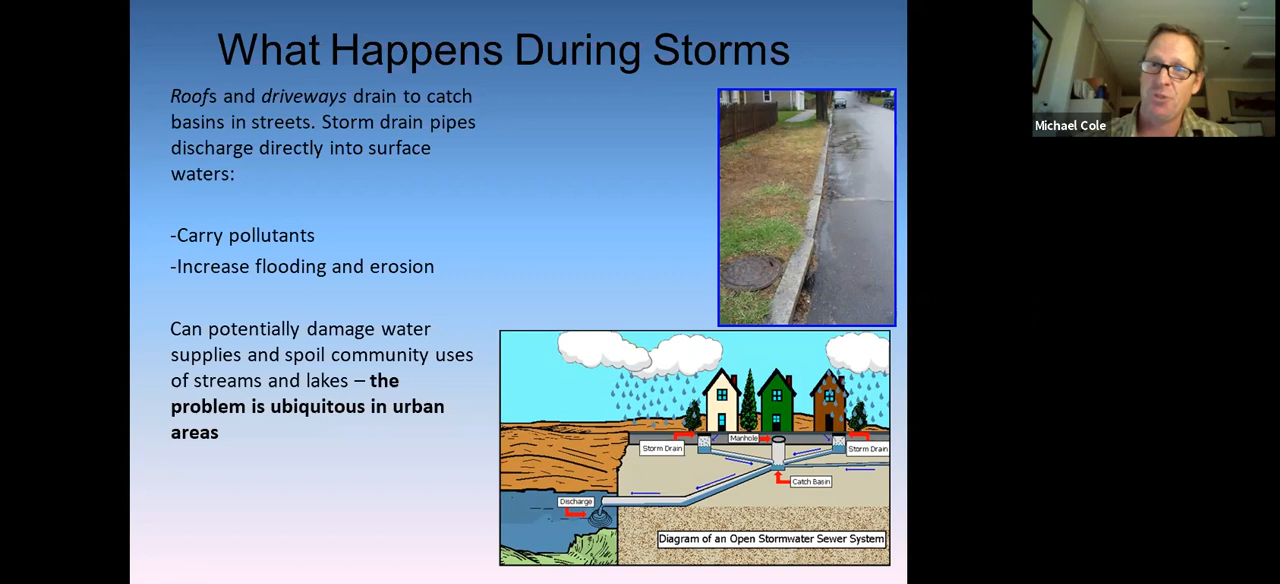 What Happens During Storms
Roofs and driveways drain to catch
basins in streets. Storm drain pipes
discharge directly into surface
waters:
-Carry pollutants
-Increase flooding and erosion
Can potentially damage water
supplies and spoil community uses
of streams and lakes – the
problem is ubiquitous in urban
areas
Michael Cole
Storm Drain
Manhole
Storm Drain
Catch Basin
Discharge
Diagram of an Open Stormwater Sewer System